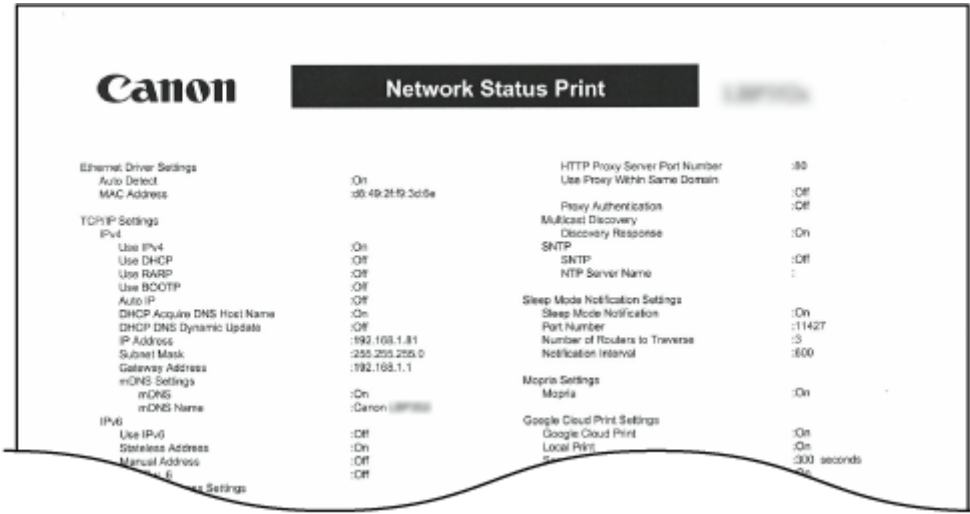 Canon
Network Status Print
Ethernet Driver Settings
Auto Detect :On
MAC Address :d8:49:2f:f9:3d:6e
TCP/IP Settings
IPv4
Use IPv4 :On
Use DHCP :Off
Use RARP :Off
Use BOOTP :Off
Auto IP :Off
DHCP Acquire DNS Host Name :On
DHCP DNS Dynamic Update :Off
IP Address :192.168.1.81
Subnet Mask :255.255.255.0
Gateway Address :192.168.1.1
mDNS Settings
mDNS :On
mDNS Name :Canon
IPv6
Use IPv6 :Off
Stateless Address :On
Manual Address :Off
6 :Off
Settings
HTTP Proxy Server Port Number :80
Use Proxy Within Same Domain
:Off
Proxy Authentication :Off
Multicast Discovery
Discovery Response :On
SNTP
SNTP :Off
NTP Server Name :
Sleep Mode Notification Settings
Sleep Mode Notification :On
Port Number :11427
Number of Routers to Traverse :3
Notification Interval :600
Mopria Settings
Mopria :On
Google Cloud Print Settings
Google Cloud Print :On
Local Print :On
:300 seconds
:On